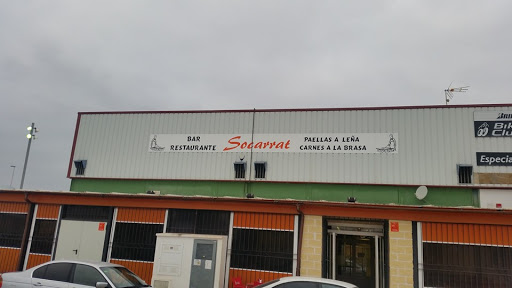 BAR
RESTAURANTE
Socarrat
PAELLAS A LEÑA
CARNES A LA BRASA
Especia